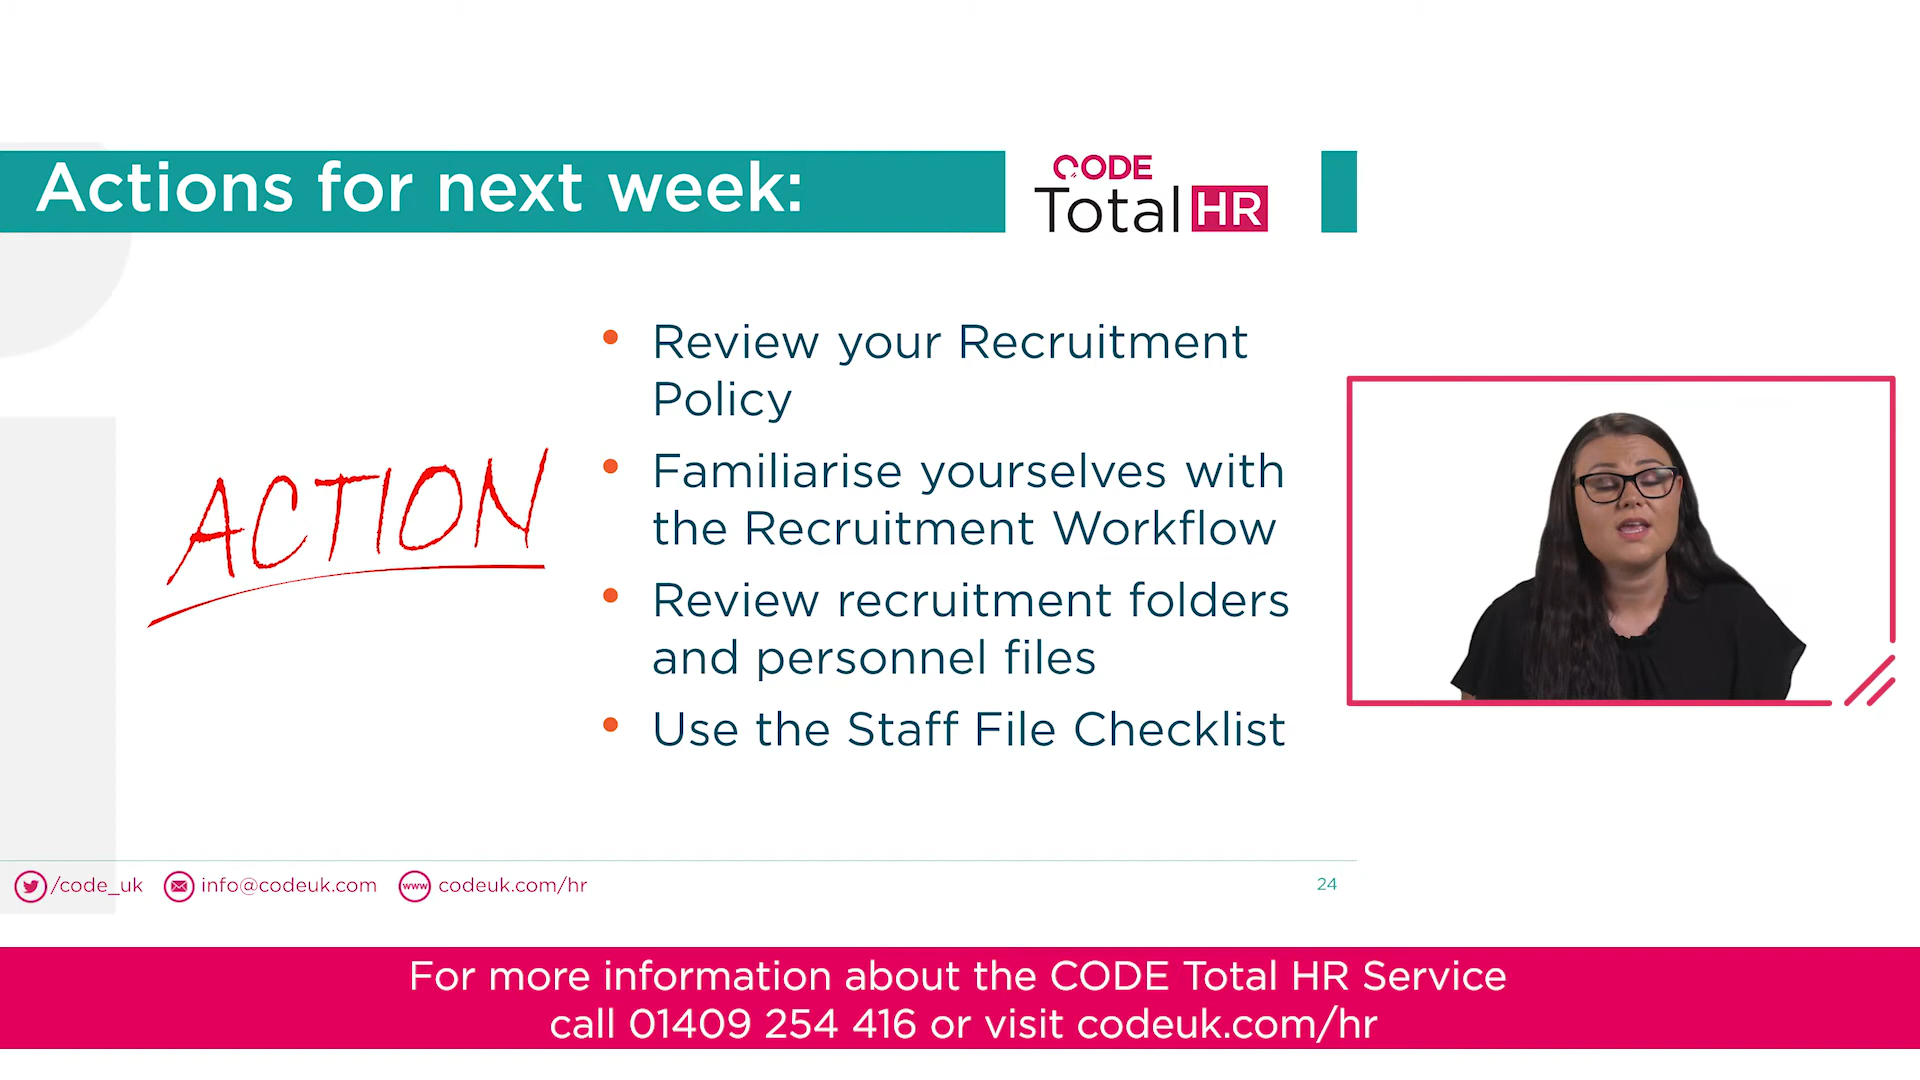 Actions for next week:
CODE
Total HR
ACTION
• Review your Recruitment
Policy
• Familiarise yourselves with
the Recruitment Workflow
• Review recruitment folders
and personnel files
• Use the Staff File Checklist
/code_uk info@codeuk.com www codeuk.com/hr
24
For more information about the CODE Total HR Service
call 01409 254 416 or visit codeuk.com/hr